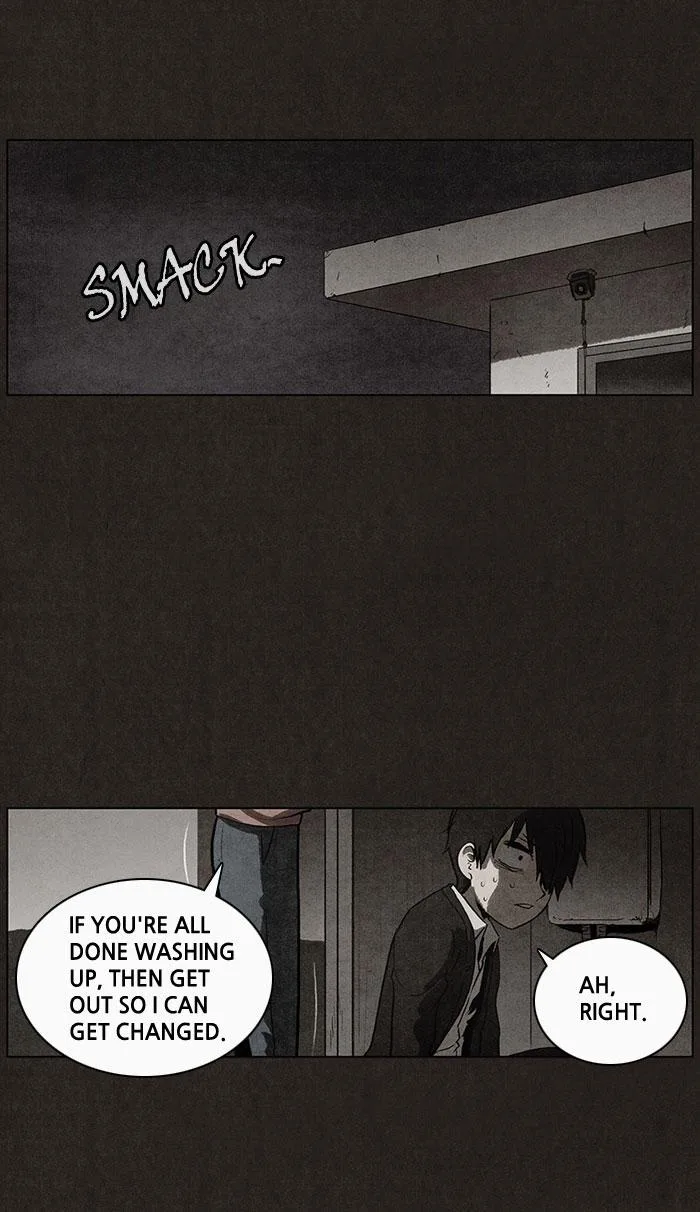 SMACK-
IF YOU'RE ALL
DONE WASHING
UP, THEN GET
OUT SO I CAN
GET CHANGED.
AH,
RIGHT.